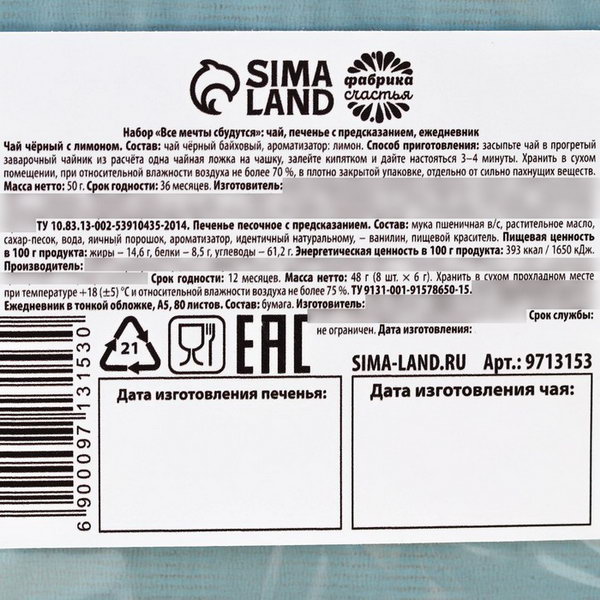 SIMA LAND
фабрика счастья
Набор «Все мечты сбудутся»: чай, печенье с предсказанием, ежедневник
Чай чёрный с лимоном. Состав: чай чёрный байховый, ароматизатор: лимон. Способ приготовления: засыпьте чай в прогретый
заварочный чайник из расчёта одна чайная ложка на чашку, залейте кипятком и дайте настояться 3–4 минуты. Хранить в сухом
помещении, при относительной влажности воздуха не более 70 %, в плотно закрытой упаковке, отдельно от сильно пахнущих веществ.
Масса нетто: 50 г. Срок годности: 36 месяцев. Изготовитель:
ТУ 10.83.13-002-53910435-2014. Печенье песочное с предсказанием. Состав: мука пшеничная в/с, растительное масло,
сахар-песок, вода, яичный порошок, ароматизатор, идентичный натуральному, – ванилин, пищевой краситель. Пищевая ценность
в 100 г продукта: жиры – 14,6 г, белки – 8,5 г, углеводы – 61,2 г. Энергетическая ценность в 100 г продукта: 393 ккал / 1650 кДж.
Производитель:
Срок годности: 12 месяцев. Масса нетто: 48 г (8 шт. × 6 г). Хранить в сухом прохладном месте
при температуре +18 (±5) °С и относительной влажности воздуха не более 75 %. ТУ 9131-001-91578650-15.
Ежедневник в тонкой обложке, А5, 80 листов. Состав: бумага. Изготовитель:
Срок службы:
не ограничен. Дата изготовления:
21
EAC
SIMA-LAND.RU Арт.: 9713153
Дата изготовления печенья:
Дата изготовления чая:
6 900097 131530